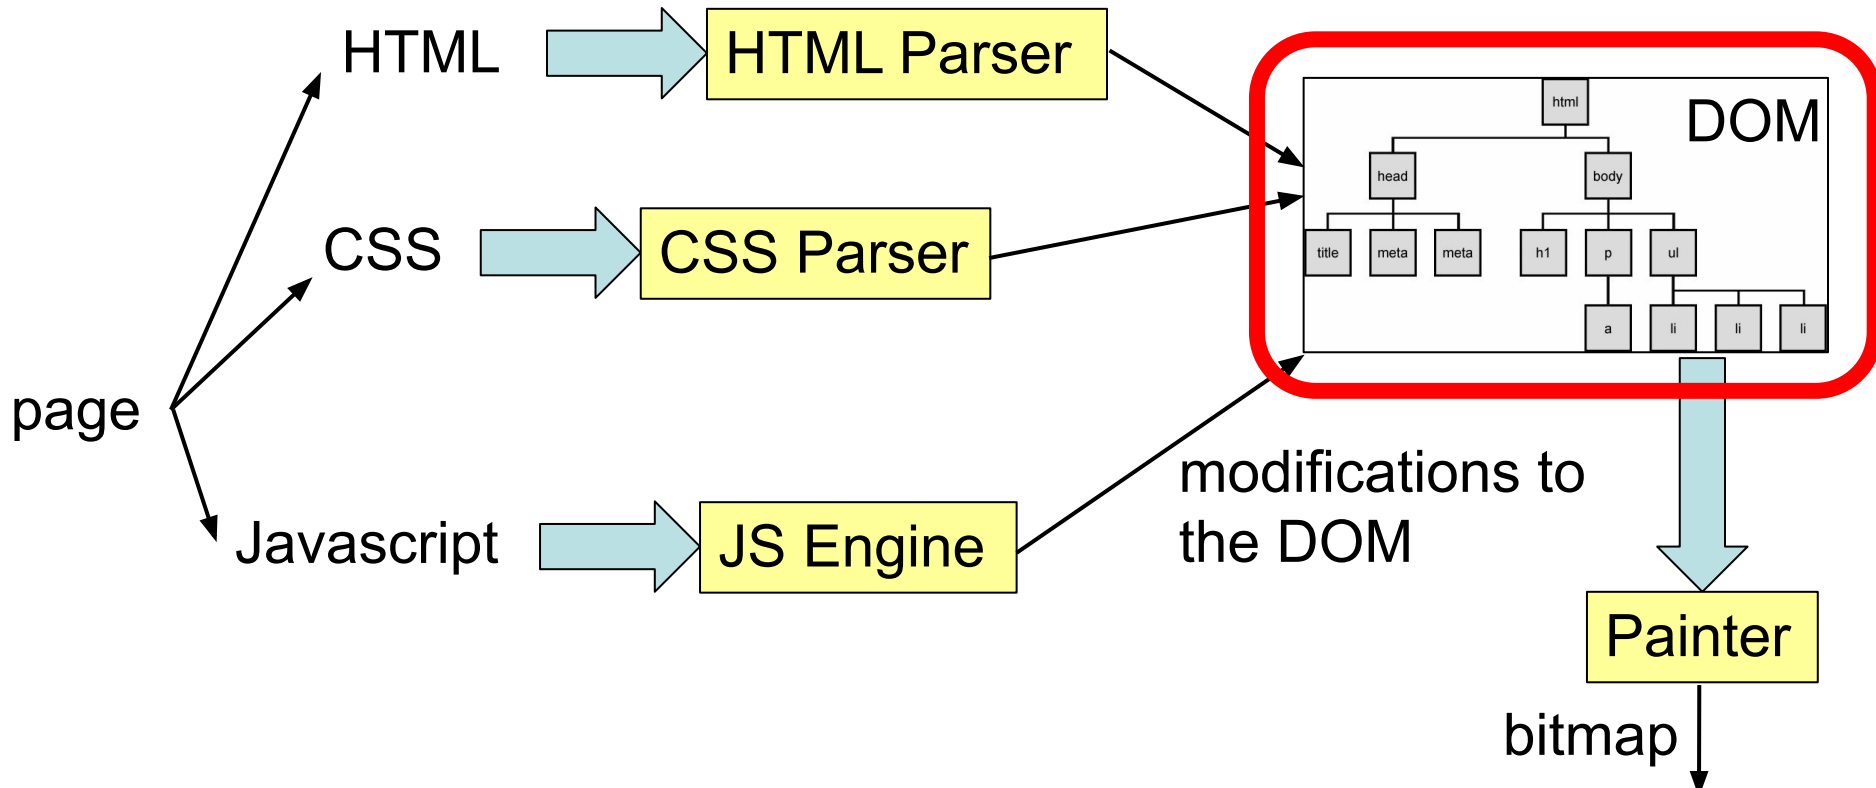 HTML
HTML Parser
html
DOM
head
body
CSS
CSS Parser
title
meta
meta
h1
p
ul
a
li
li
li
page
modifications to
the DOM
Javascript
JS Engine
Painter
bitmap